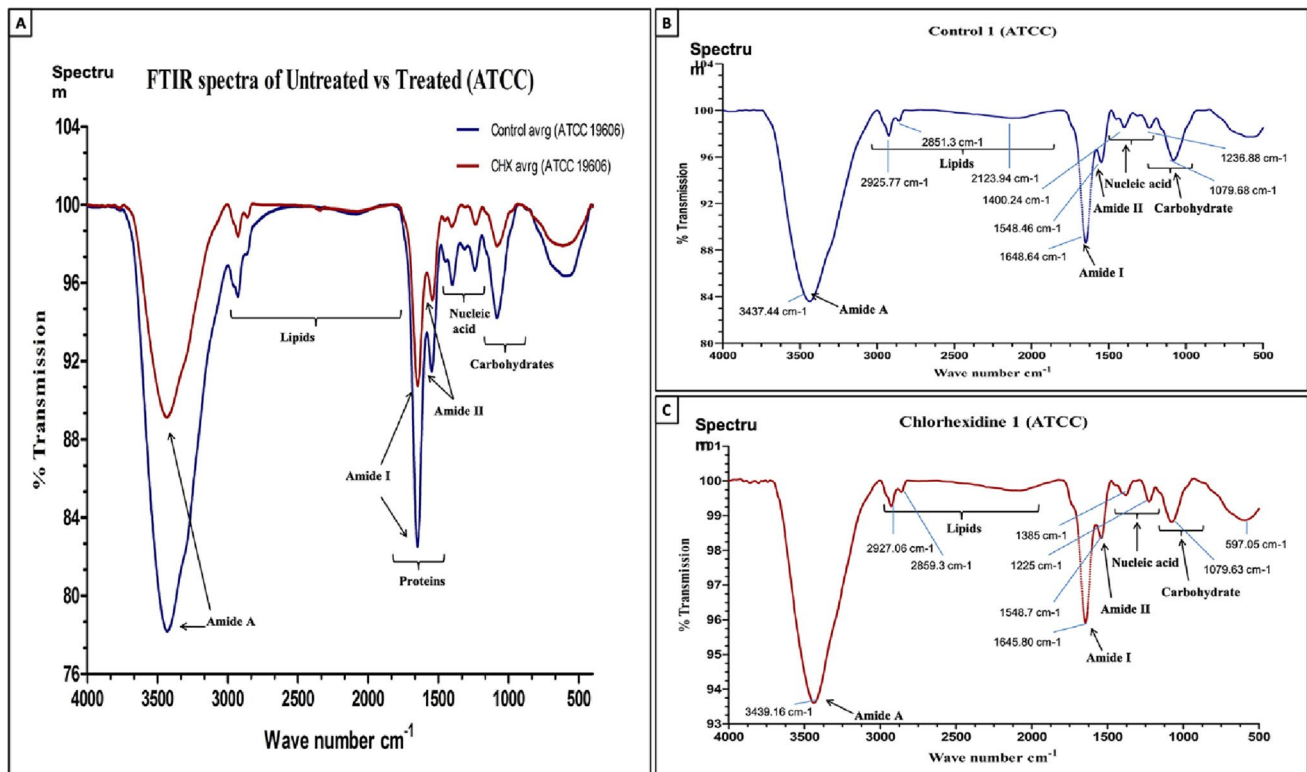 A
Spectru
m
FTIR spectra of Untreated vs Treated (ATCC)
Control avrg (ATCC 19606)
CHX avrg (ATCC 19606)
104
100
96
92
88
84
80
76
% Transmission
Lipids
Nucleic
acid
Carbohydrates
Amide II
Amide I
Proteins
Amide A
4000
3500
3000
2500
2000
1500
1000
500
Wave number cm-1
B
Control 1 (ATCC)
Spectru
m
104
100
96
92
88
84
80
% Transmission
2851.3 cm-1
Lipids
2925.77 cm-1
2123.94 cm-1
1400.24 cm-1
1548.46 cm-1
1648.64 cm-1
1236.88 cm-1
Nucleic acid
1079.68 cm-1
Amide II
Carbohydrate
Amide I
3437.44 cm-1
Amide A
4000
3500
3000
2500
2000
1500
1000
500
Wave number cm-1
C
Chlorhexidine 1 (ATCC)
Spectru
m
101
100
99
98
97
96
95
94
93
% Transmission
Lipids
2927.06 cm-1
2859.3 cm-1
1385 cm-1
1225 cm-1
1548.7 cm-1
1645.80 cm-1
Nucleic acid
597.05 cm-1
1079.63 cm-1
Amide II
Carbohydrate
Amide I
3439.16 cm-1
Amide A
4000
3500
3000
2500
2000
1500
1000
500
Wave number cm-1